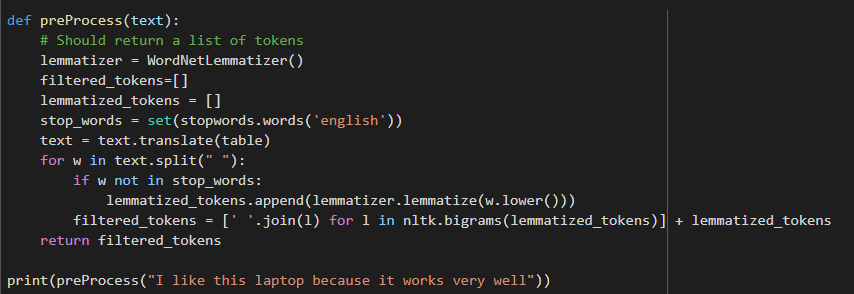 def preProcess(text):
    # Should return a list of tokens
    lemmatizer = WordNetLemmatizer()
    filtered_tokens=[]
    lemmatized_tokens = []
    stop_words = set(stopwords.words('english'))
    text = text.translate(table)
    for w in text.split(" "):
        if w not in stop_words:
            lemmatized_tokens.append(lemmatizer.lemmatize(w.lower()))
        filtered_tokens = [' '.join(l) for l in nltk.bigrams(lemmatized_tokens)] + lemmatized_tokens
    return filtered_tokens
print(preProcess("I like this laptop because it works very well"))